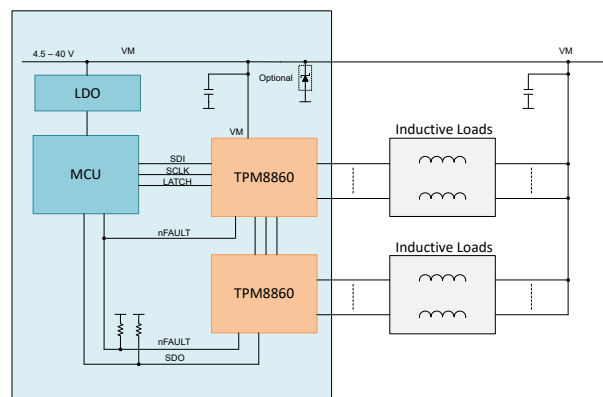 4.5 – 40 V
VM
VM
LDO
Optional
VM
MCU
SDI
SCLK
LATCH
TPM8860
Inductive Loads
nFAULT
TPM8860
Inductive Loads
nFAULT
SDO